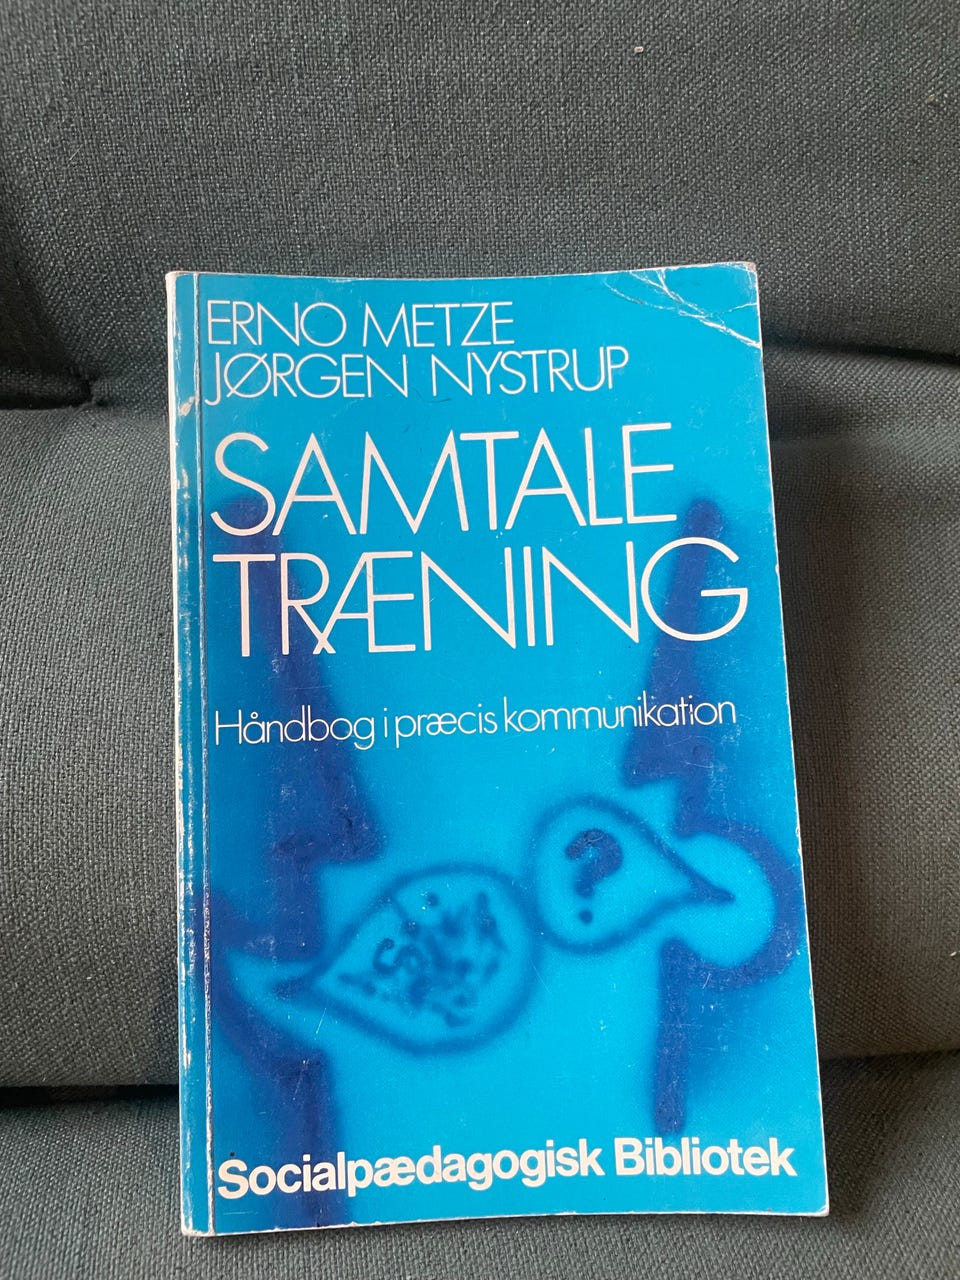 ERNO METZE
JØRGEN NYSTRUP
SAMTALE
TRÆNING
Håndbog i præcis kommunikation
?
Socialpædagogisk Bibliotek